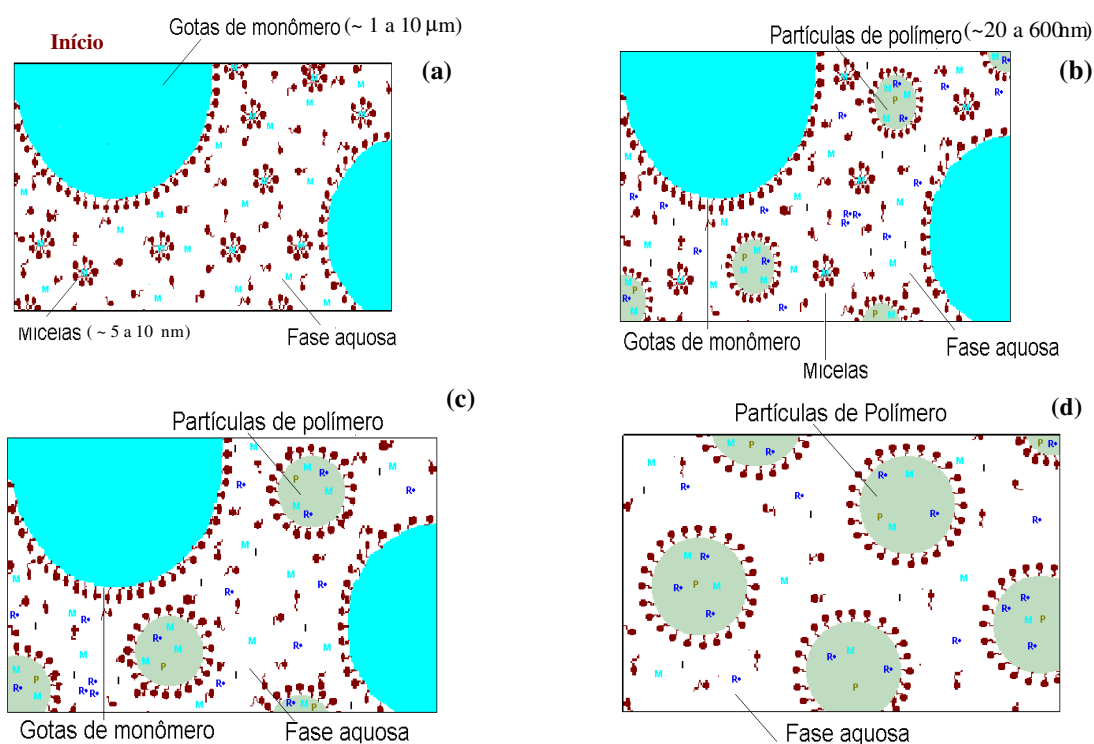 Início
Gotas de monômero (~ 1 a 10 μm)
(a)
Micelas (~ 5 a 10 nm)
Fase aquosa
Partículas de polímero (~20 a 600nm)
(b)
Gotas de monômero
Micelas
Fase aquosa
(c)
Partículas de polímero
Gotas de monômero
Fase aquosa
Partículas de Polímero
(d)
Fase aquosa